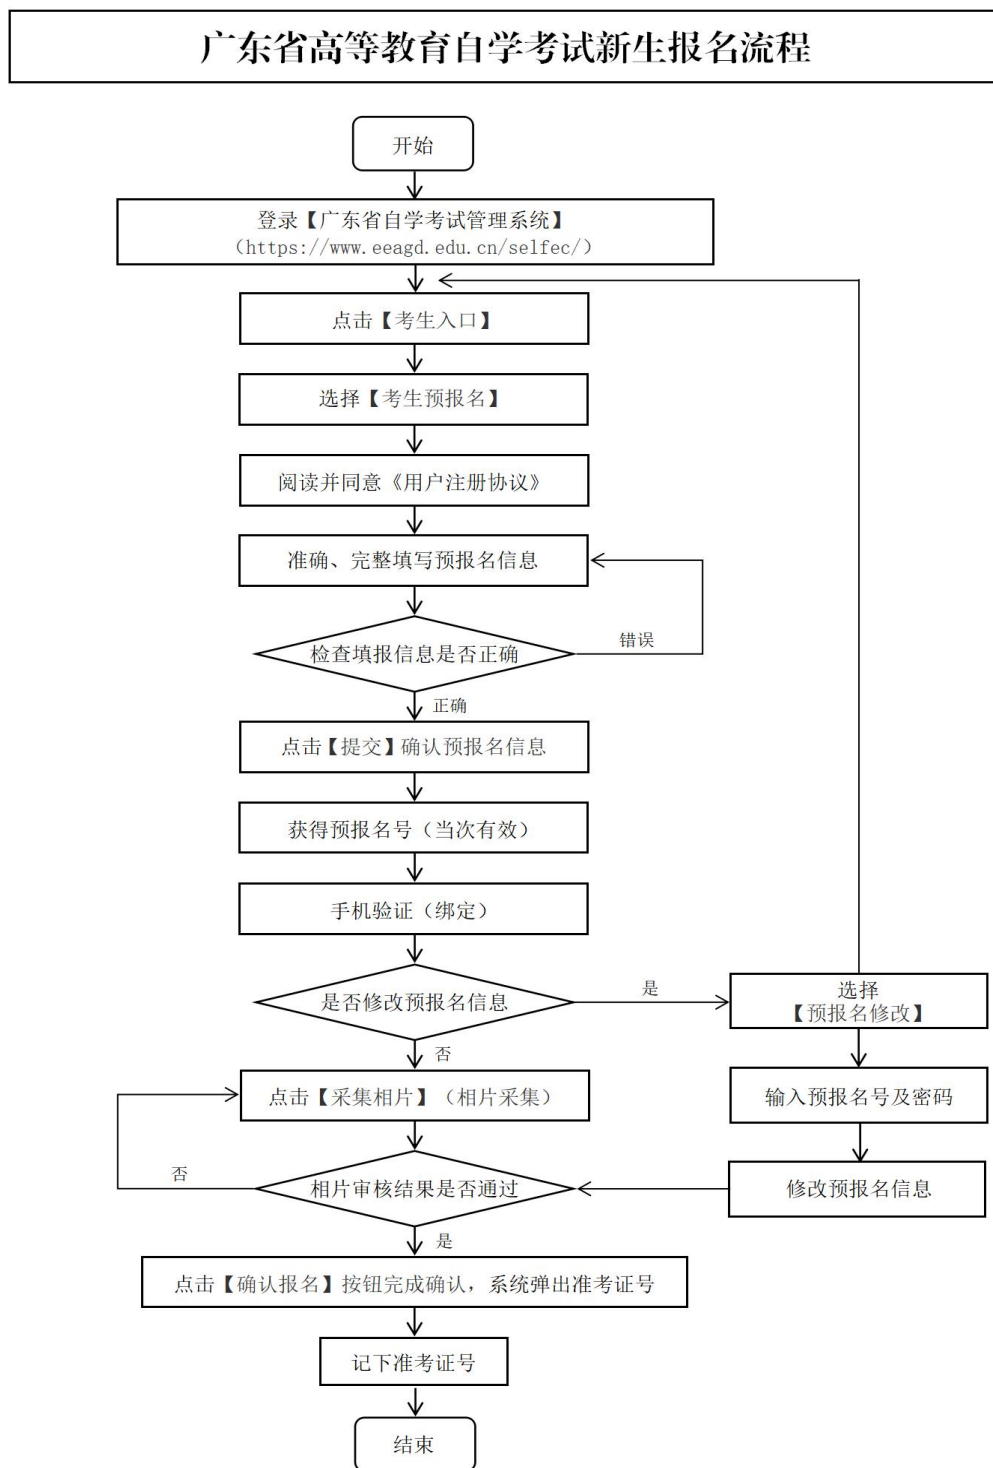 广东省高等教育自学考试新生报名流程
开始
登录【广东省自学考试管理系统】
（https://www.eeagd.edu.cn/selfec/）
点击【考生入口】
选择【考生预报名】
阅读并同意《用户注册协议》
准确、完整填写预报名信息
检查填报信息是否正确
错误
正确
点击【提交】确认预报名信息
获得预报名号（当次有效）
手机验证（绑定）
是否修改预报名信息
是
选择
【预报名修改】
否
点击【采集相片】（相片采集）
输入预报名号及密码
否
相片审核结果是否通过
修改预报名信息
是
点击【确认报名】按钮完成确认，系统弹出准考证号
记下准考证号
结束